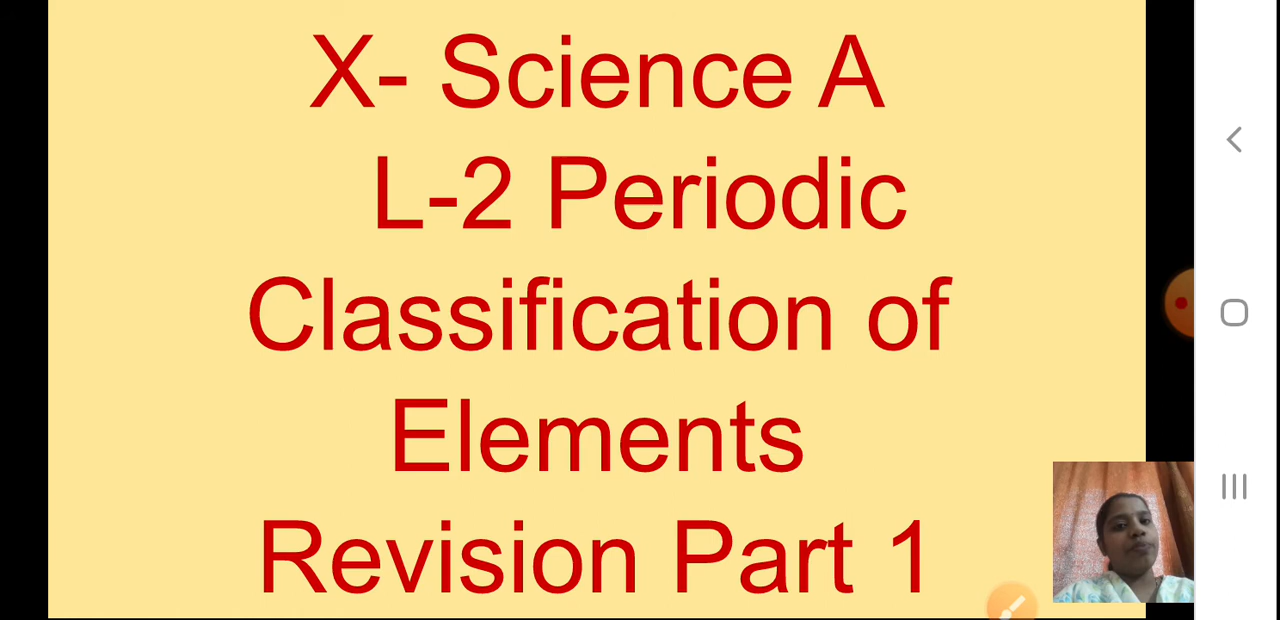 X- Science A
L-2 Periodic
Classification of
Elements
Revision Part 1